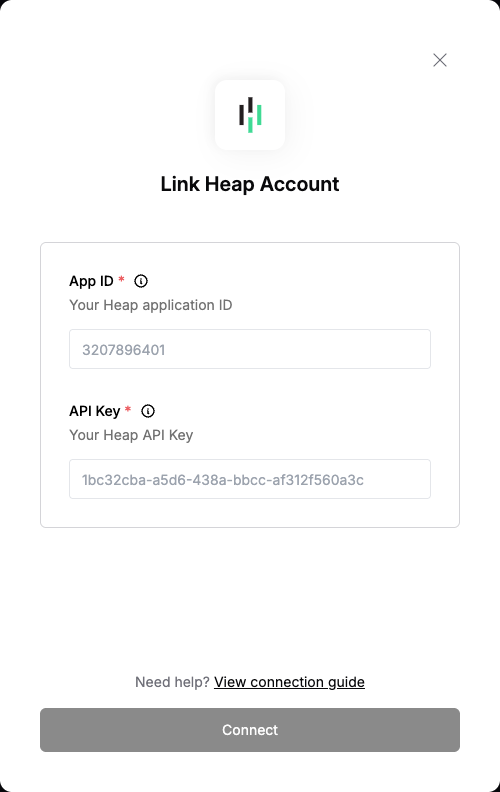 Link Heap Account
App ID *
Your Heap application ID
3207896401
API Key *
Your Heap API Key
1bc32cba-a5d6-438a-bbcc-af312f560a3c
Need help? View connection guide
Connect